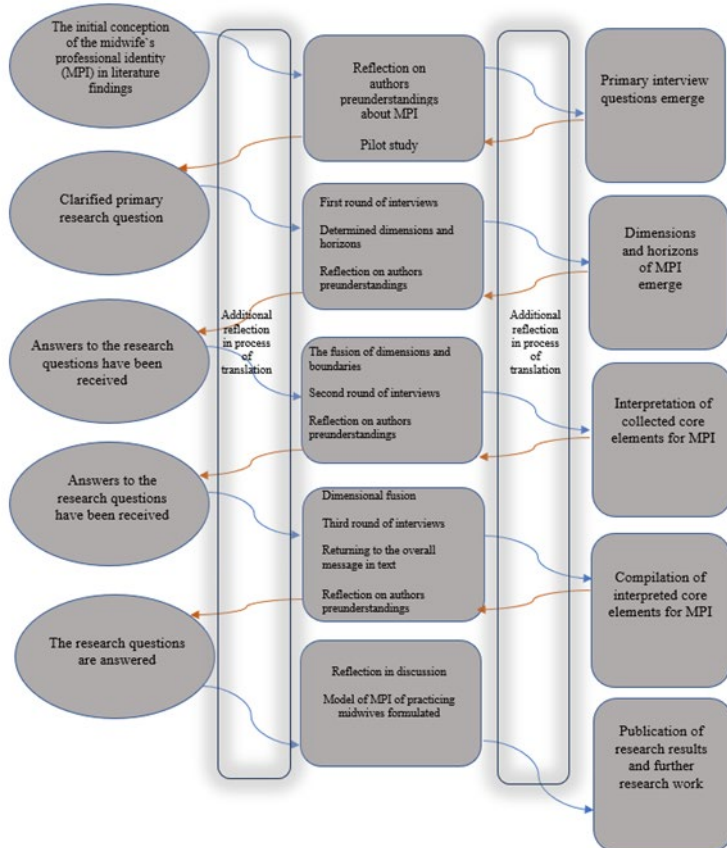 The initial conception
of the midwife`s
professional identity
(MPI) in literature
findings
Reflection on
authors
preunderstandings
about MPI
Pilot study
Primary interview
questions emerge
Clarified primary
research question
First round of interviews
Determined dimensions and
horizons
Reflection on authors
preunderstandings
Dimensions
and horizons
of MPI
emerge
Additional
reflection
in process
of
translation
Additional
reflection
in process
of
translation
Answers to the research
questions have been
received
The fusion of dimensions and
boundaries
Second round of interviews
Reflection on authors
preunderstandings
Interpretation of
collected core
elements for MPI
Answers to the
research questions
have been received
Dimensional fusion
Third round of interviews
Returning to the overall
message in text
Reflection on authors
preunderstandings
Compilation of
interpreted core
elements for MPI
The research questions
are answered
Reflection in discussion
Model of MPI of practicing
midwives formulated
Publication of
research results
and further
research work